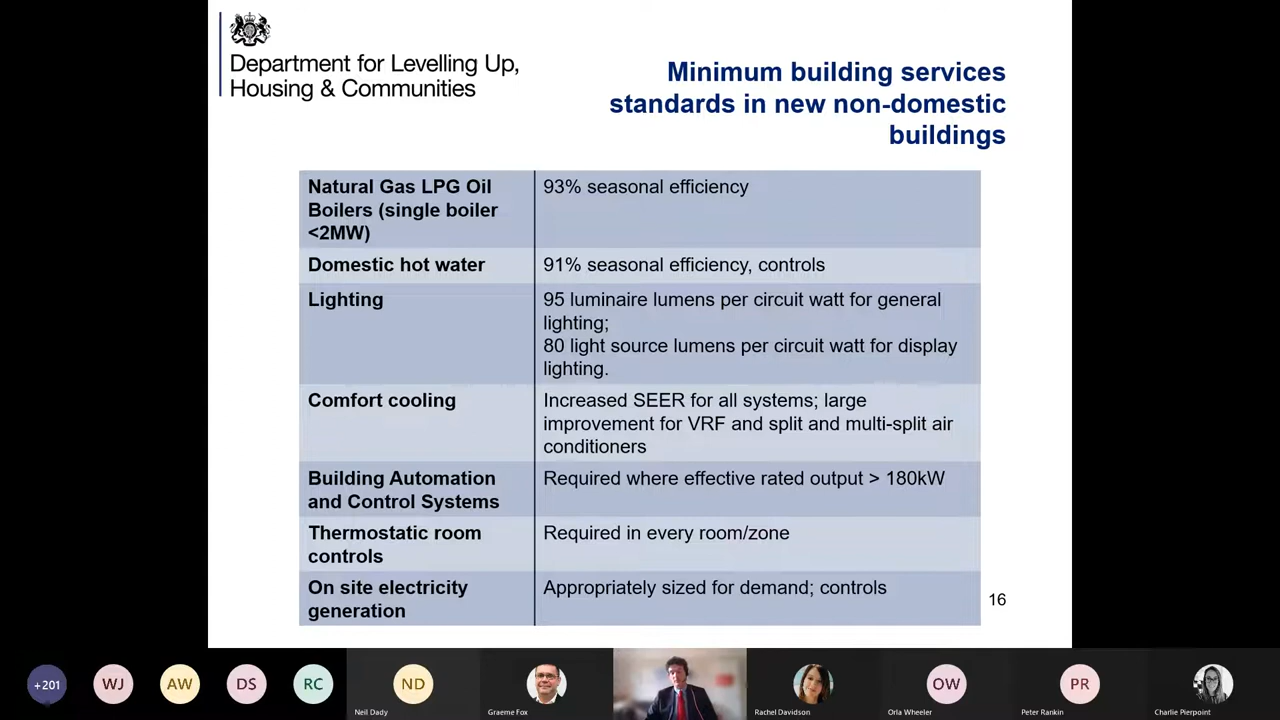 Department for Levelling Up,
Housing & Communities
Minimum building services
standards in new non-domestic
buildings
Natural Gas LPG Oil
Boilers (single boiler
<2MW)
93% seasonal efficiency
Domestic hot water
91% seasonal efficiency, controls
Lighting
95 luminaire lumens per circuit watt for general
lighting;
80 light source lumens per circuit watt for display
lighting.
Comfort cooling
Increased SEER for all systems; large
improvement for VRF and split and multi-split air
conditioners
Building Automation
and Control Systems
Required where effective rated output > 180kW
Thermostatic room
controls
Required in every room/zone
On site electricity
generation
Appropriately sized for demand; controls
16
+201
WJ
AW
DS
RC
ND
OW
PR
Neil Dady
Graeme Fox
Rachel Davidson
Orla Wheeler
Peter Rankin
Charlie Pierpoint